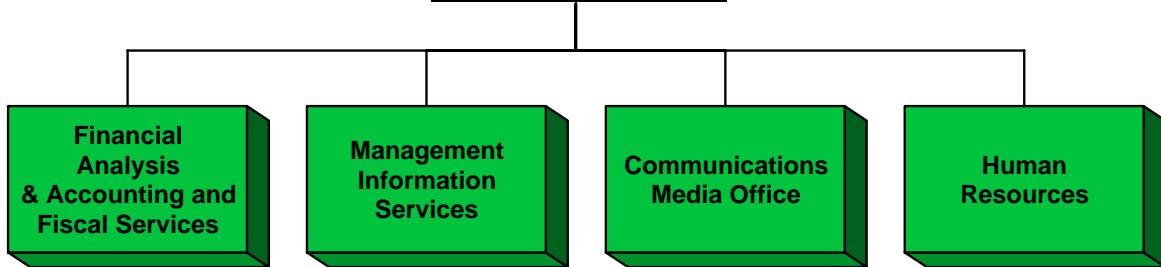 Financial
Analysis
& Accounting and
Fiscal Services
Management
Information
Services
Communications
Media Office
Human
Resources